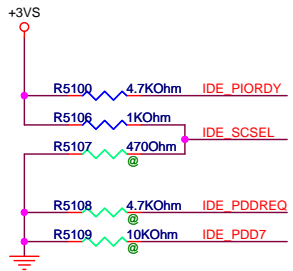 +3VS
R5100 4.7KOhm IDE_PIORDY
R5106 1KOhm
IDE_SCSEL
R5107 470Ohm
@
R5108 4.7KOhm IDE_PDDREQ
@
R5109 10KOhm IDE_PDD7
@